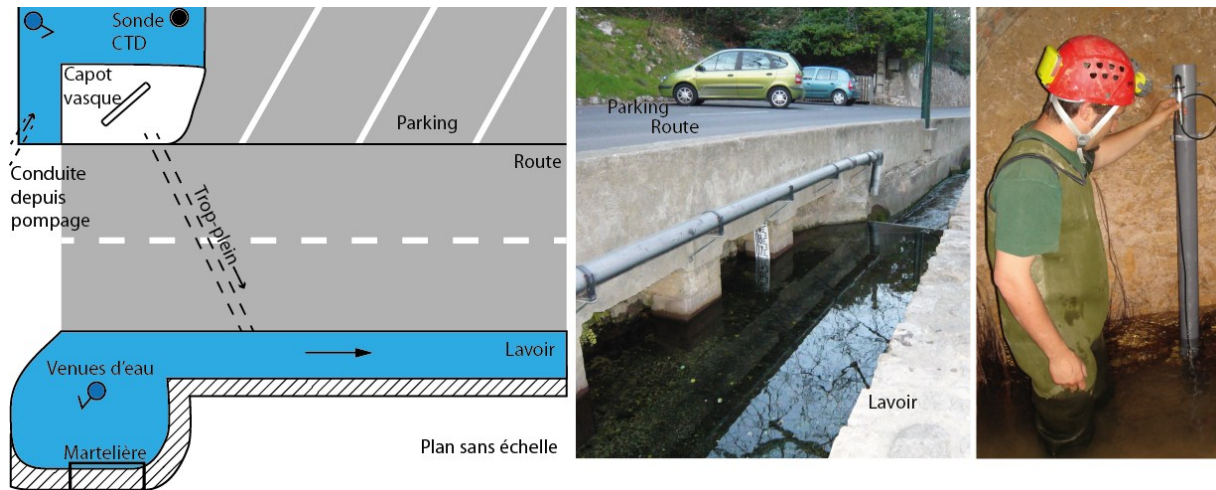 Sonde
CTD
Capot
vasque
Parking
Route
Conduite
depuis
pompage
Trop-plein
Lavoir
Venues d'eau
Martelière
Plan sans échelle
Parking
Route
Lavoir